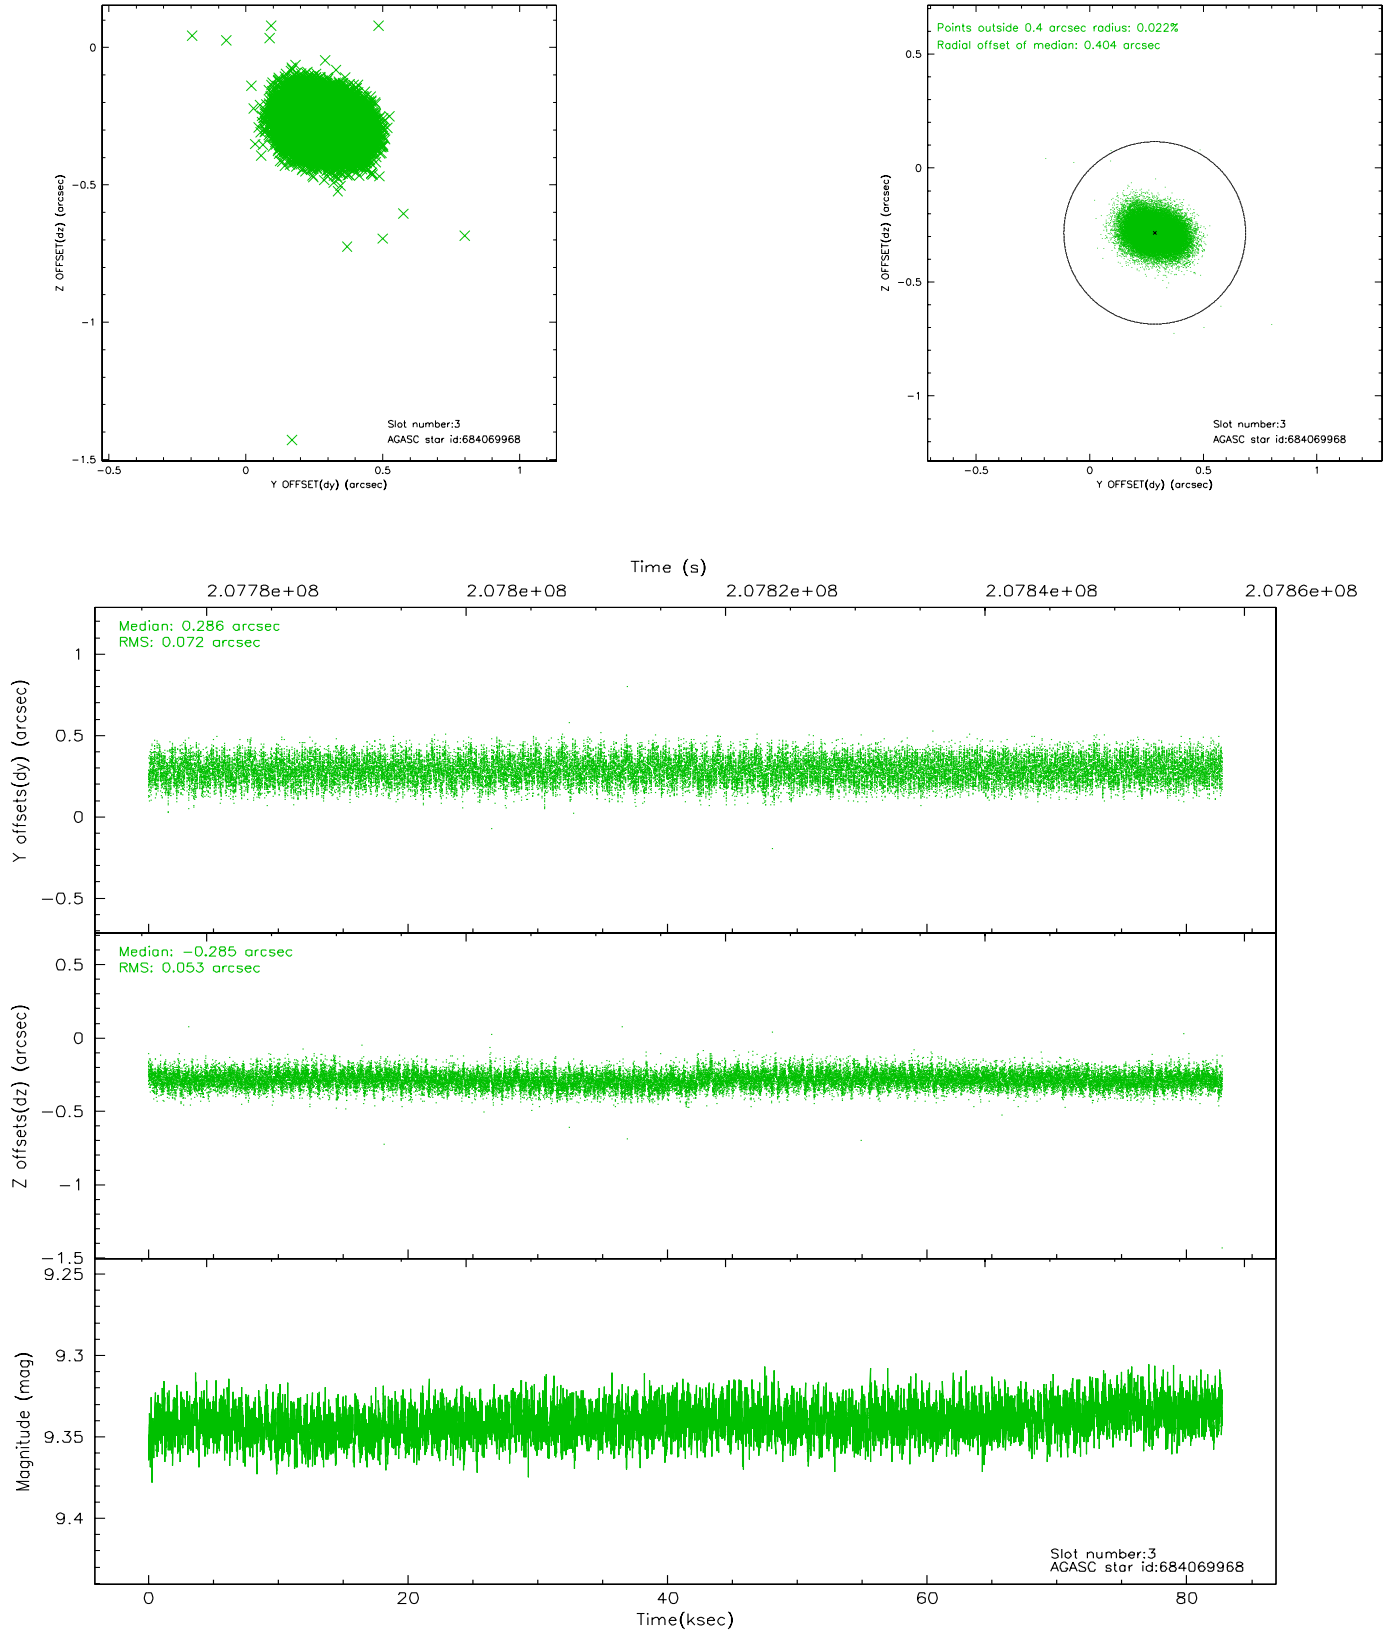 0
-0.5
-1
-1.5
-0.5
0
0.5
1
Z OFFSET(dz) (arcsec)
Y OFFSET(dy) (arcsec)
Slot number:3
AGASC star id:684069968
Points outside 0.4 arcsec radius: 0.022%
Radial offset of median: 0.404 arcsec
0.5
0
-0.5
-1
-0.5
0
0.5
1
Z OFFSET(dz) (arcsec)
Y OFFSET(dy) (arcsec)
Slot number:3
AGASC star id:684069968
Time (s)
2.0778e+08
2.078e+08
2.0782e+08
2.0784e+08
2.0786e+08
Median: 0.286 arcsec
RMS: 0.072 arcsec
1
0.5
0
-0.5
Y offsets(dy) (arcsec)
Median: -0.285 arcsec
RMS: 0.053 arcsec
0.5
0
-0.5
-1
-1.5
Z offsets(dz) (arcsec)
9.25
9.3
9.35
9.4
Magnitude (mag)
Slot number:3
AGASC star id:684069968
0
20
40
60
80
Time(ksec)